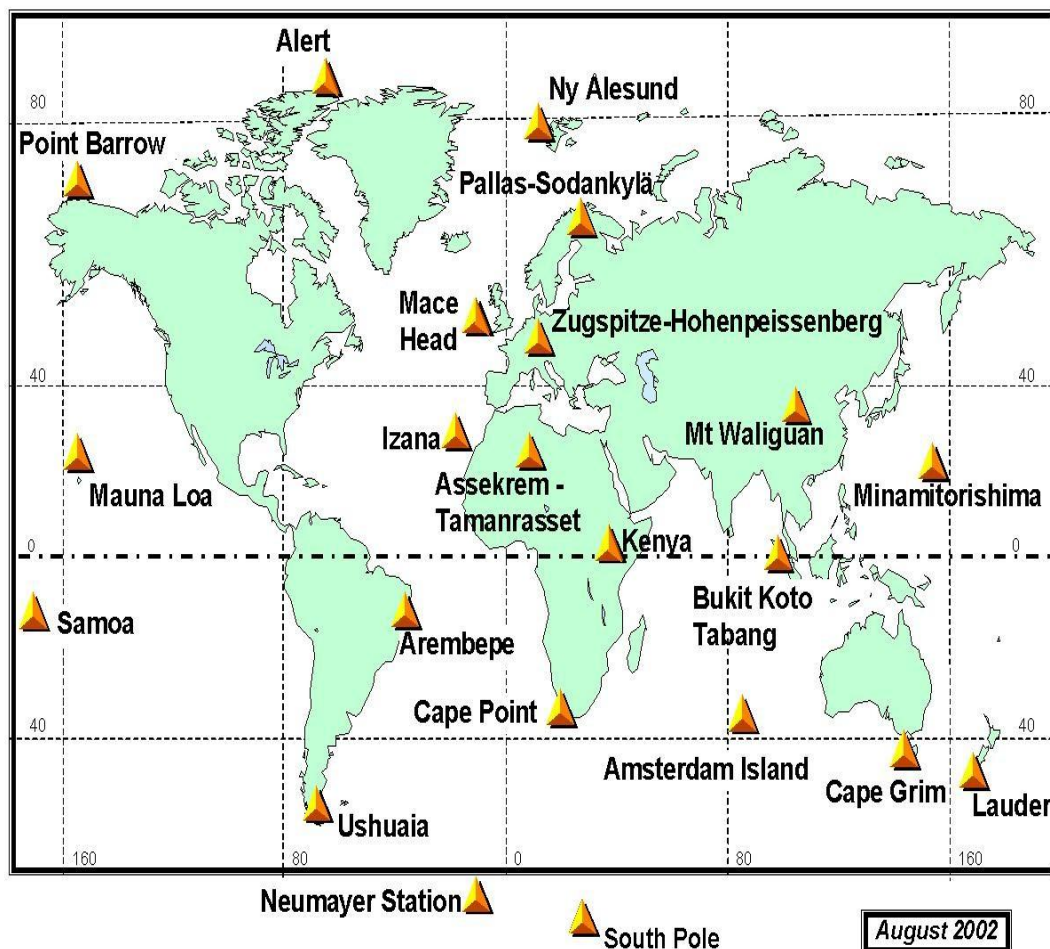 Alert
80
Ny Ålesund
80
Point Barrow
Pallas-Sodankylä
Mace
Head
Zugspitze-Hohenpeissenberg
40
40
Izana
Mt Waliguan
Mauna Loa
Assekrem -
Tamanrasset
Minamitorishima
0
Kenya
0
Samoa
Arembepe
Bukit Koto
Tabang
Cape Point
40
40
Amsterdam Island
Cape Grim
Lauder
Ushuaia
160
80
0
80
160
Neumayer Station
South Pole
August 2002